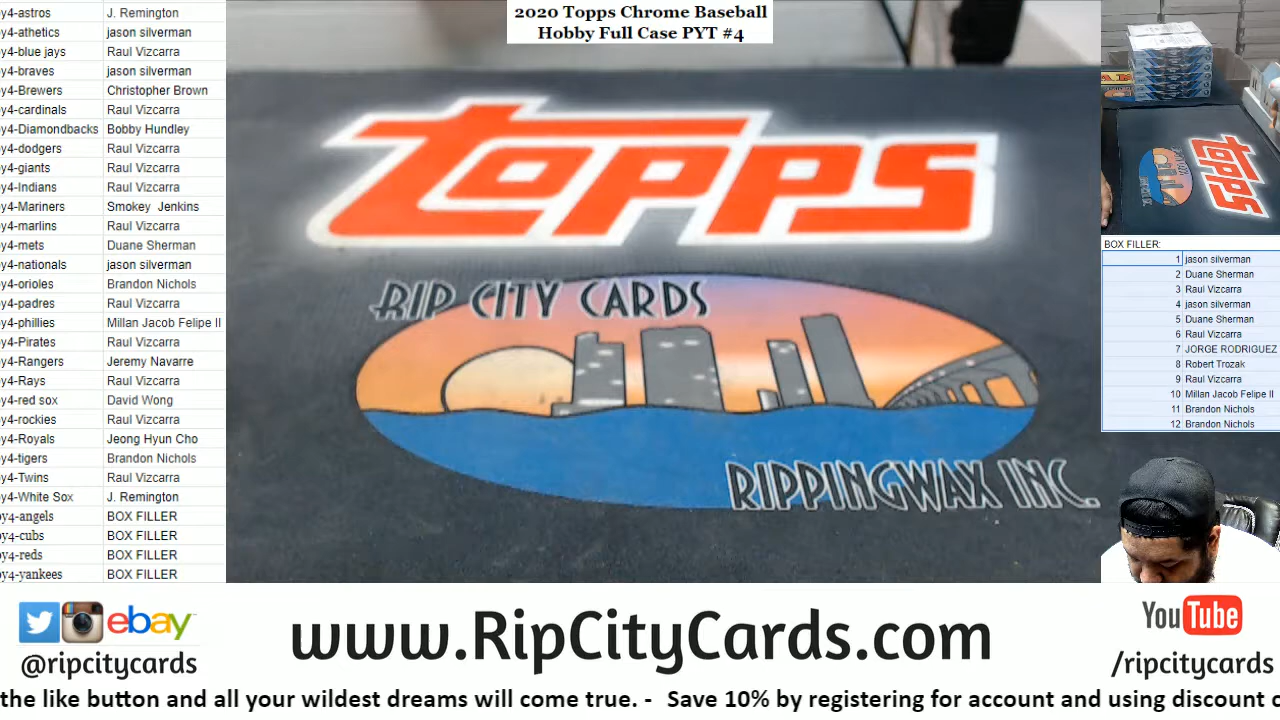 2020 Topps Chrome Baseball
Hobby Full Case PYT #4
y4-astros J. Remington
y4-athetics jason silverman
y4-blue jays Raul Vizcarra
y4-braves jason silverman
y4-Brewers Christopher Brown
y4-cardinals Raul Vizcarra
y4-Diamondbacks Bobby Hundley
y4-dodgers Raul Vizcarra
y4-giants Raul Vizcarra
y4-Indians Raul Vizcarra
y4-Mariners Smokey Jenkins
y4-marlins Raul Vizcarra
y4-mets Duane Sherman
y4-nationals jason silverman
y4-orioles Brandon Nichols
y4-padres Raul Vizcarra
y4-phillies Millan Jacob Felipe II
y4-Pirates Raul Vizcarra
y4-Rangers Jeremy Navarre
y4-Rays Raul Vizcarra
y4-red sox David Wong
y4-rockies Raul Vizcarra
y4-Royals Jeong Hyun Cho
y4-tigers Brandon Nichols
y4-Twins Raul Vizcarra
y4-White Sox J. Remington
y4-angels BOX FILLER
y4-cubs BOX FILLER
y4-reds BOX FILLER
y4-yankees BOX FILLER
topps
RIP CITY CARDS
RIPPINGWAX INC.
topps
BOX FILLER:
1 jason silverman
2 Duane Sherman
3 Raul Vizcarra
4 jason silverman
5 Duane Sherman
6 Raul Vizcarra
7 JORGE RODRIGUEZ
8 Robert Trozak
9 Raul Vizcarra
10 Millan Jacob Felipe II
11 Brandon Nichols
12 Brandon Nichols
ebay
@ripcitycards
www.RipCityCards.com
YouTube
/ripcitycards
the like button and all your wildest dreams will come true. - Save 10% by registering for account and using discount c